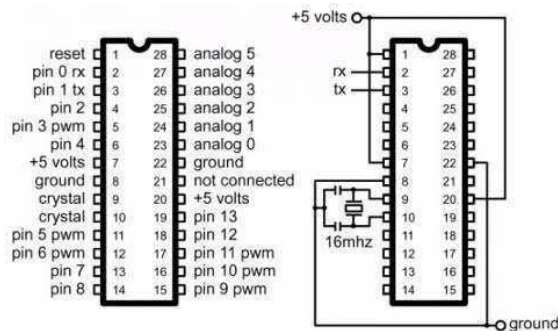 reset 1 28 analog 5
pin 0 rx 2 27 analog 4
pin 1 tx 3 26 analog 3
pin 2 4 25 analog 2
pin 3 pwm 5 24 analog 1
pin 4 6 23 analog 0
+5 volts 7 22 ground
ground 8 21 not connected
crystal 9 20 +5 volts
crystal 10 19 pin 13
pin 5 pwm 11 18 pin 12
pin 6 pwm 12 17 pin 11 pwm
pin 7 13 16 pin 10 pwm
pin 8 14 15 pin 9 pwm
+5 volts
1 28
rx 2 27
tx 3 26
4 25
5 24
6 23
7 22
8 21
9 20
10 19
16mhz 11 18
12 17
13 16
14 15
ground